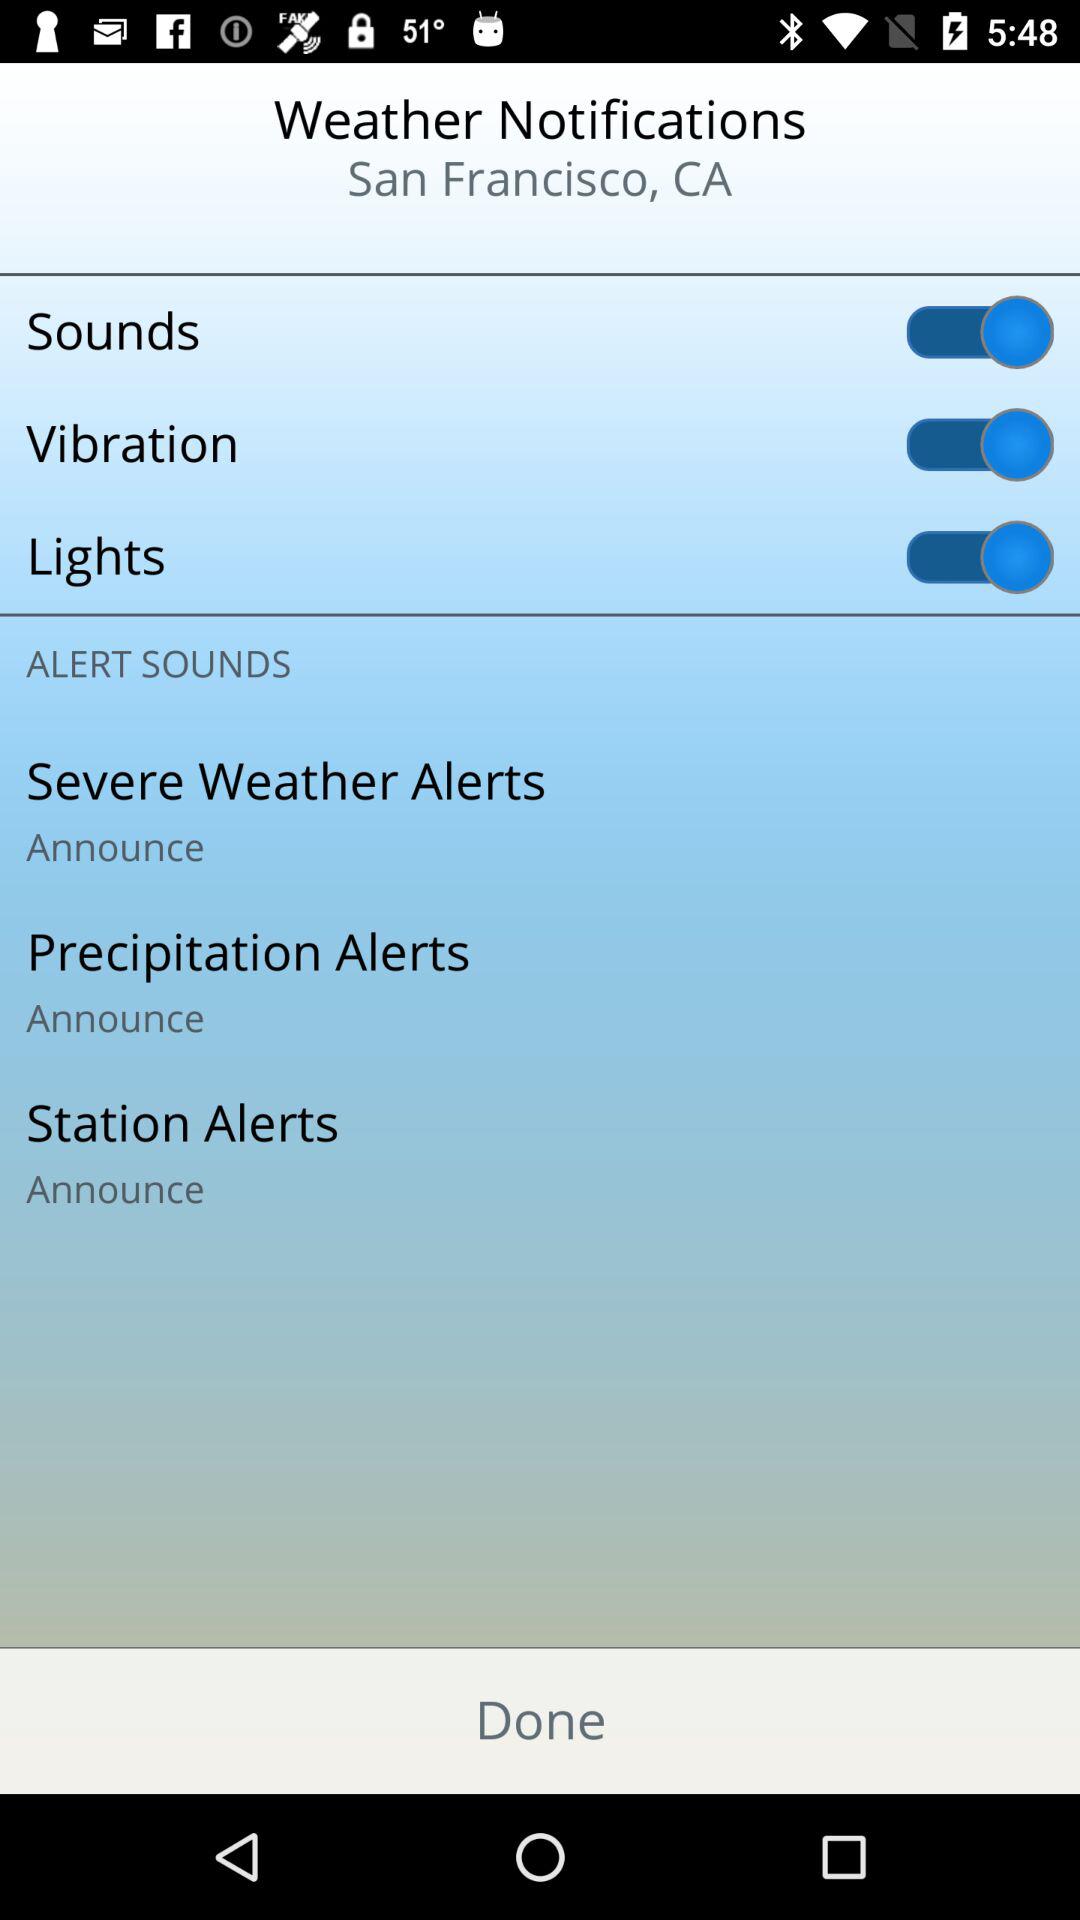 FAKE 51° 5:48
Weather Notifications
San Francisco, CA
Sounds
Vibration
Lights
ALERT SOUNDS
Severe Weather Alerts
Announce
Precipitation Alerts
Announce
Station Alerts
Announce
Done